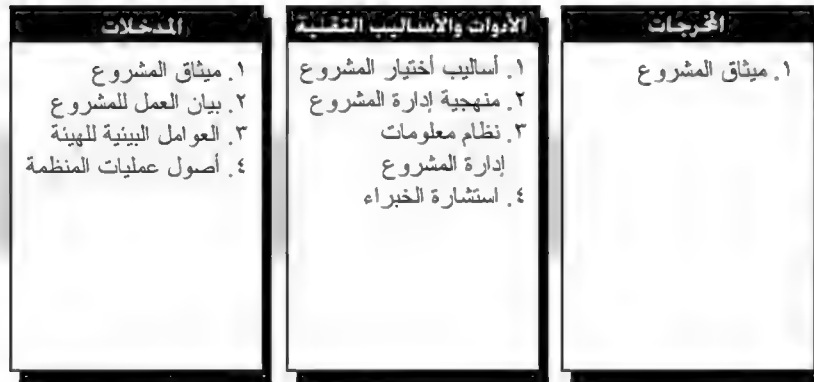 المدخلات
١. ميثاق المشروع
٢. بيان العمل للمشروع
٣. العوامل البيئية للهيئة
٤. أصول عمليات المنظمة
الأدوات والأساليب التقنية
١. أساليب أختيار المشروع
٢. منهجية إدارة المشروع
٣. نظام معلومات
إدارة المشروع
٤. استشارة الخبراء
المخرجات
١. ميثاق المشروع